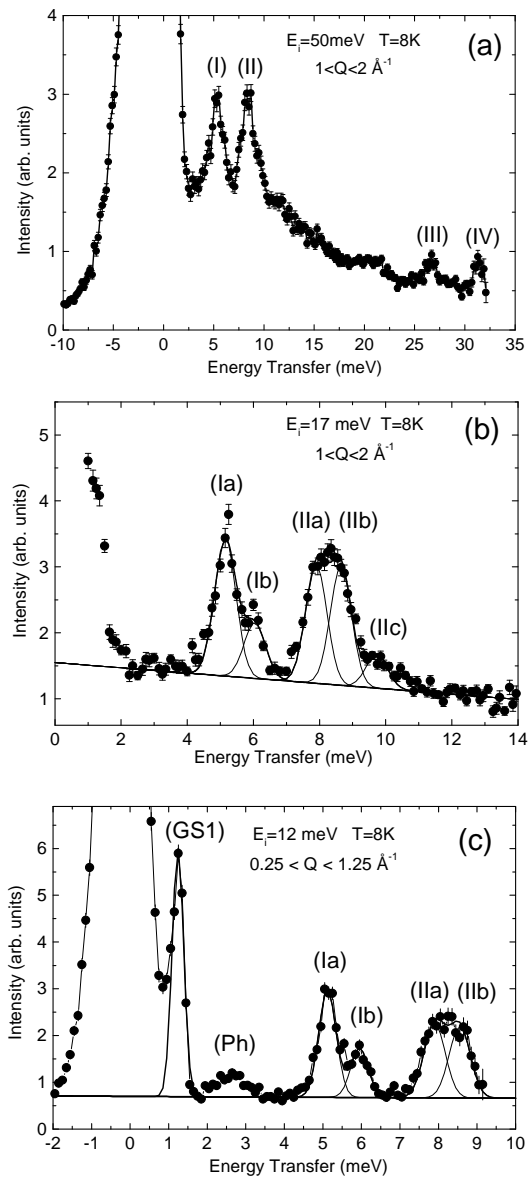 (a)
E_i=50meV T=8K
1<Q<2 Å⁻¹
(I) (II)
(III) (IV)
4
3
2
1
0
Intensity (arb. units)
-10 -5 0 5 10 15 20 25 30 35
Energy Transfer (meV)
(b)
E_i=17 meV T=8K
1<Q<2 Å⁻¹
(Ia)
(IIa) (IIb)
(Ib)
(IIc)
5
4
3
2
1
Intensity (arb. units)
0 2 4 6 8 10 12 14
Energy Transfer (meV)
(GS1)
(c)
E_i=12 meV T=8K
0.25 < Q < 1.25 Å⁻¹
(Ia)
(IIa) (IIb)
(Ib)
(Ph)
6
5
4
3
2
1
0
Intensity (arb. units)
-2 -1 0 1 2 3 4 5 6 7 8 9 10
Energy Transfer (meV)